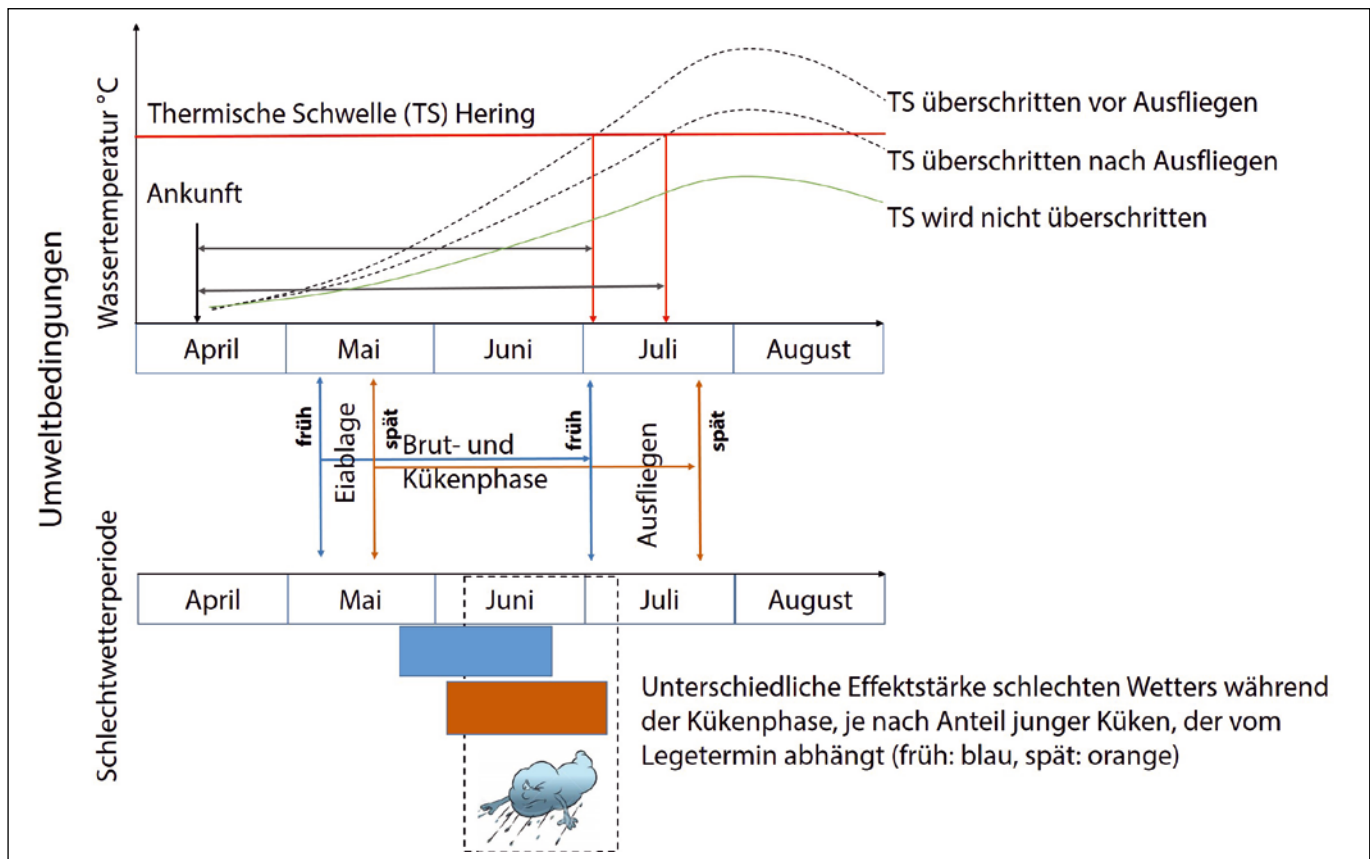 Umweltbedingungen
Wassertemperatur °C
Thermische Schwelle (TS) Hering
Ankunft
TS überschritten vor Ausfliegen
TS überschritten nach Ausfliegen
TS wird nicht überschritten
April Mai Juni Juli August
früh
Eiablage
spät
Brut- und
Kükenphase
früh
Ausfliegen
spät
Schlechtwetterperiode
April Mai Juni Juli August
Unterschiedliche Effektstärke schlechten Wetters während
der Kükenphase, je nach Anteil junger Küken, der vom
Legetermin abhängt (früh: blau, spät: orange)